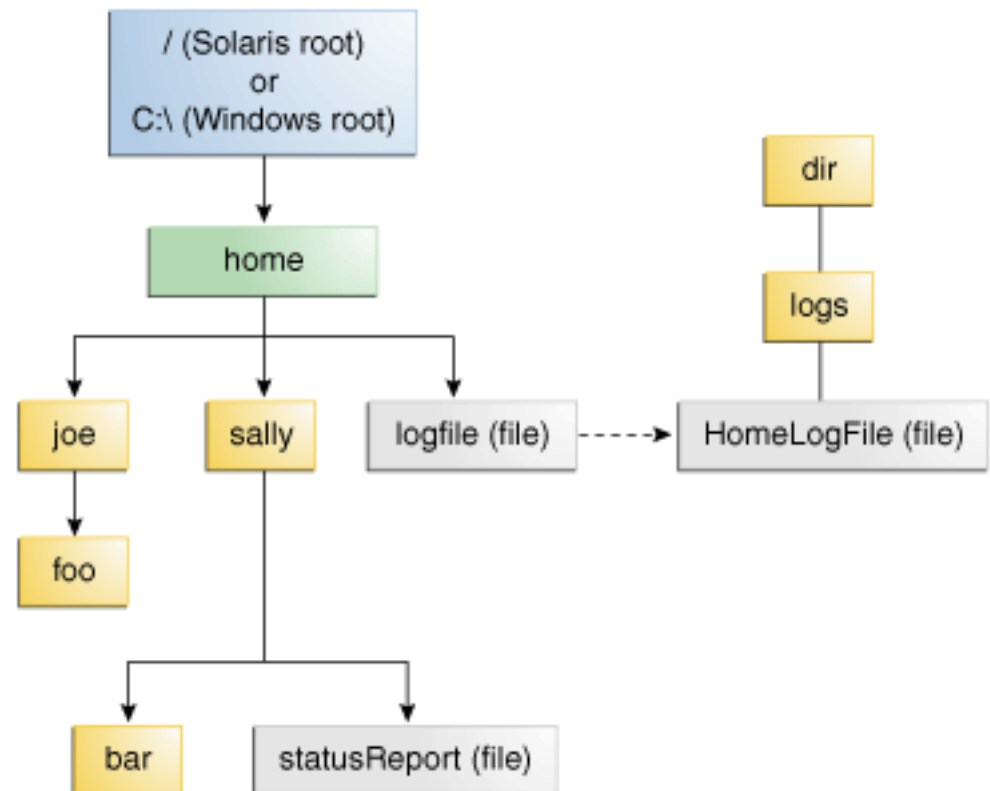 / (Solaris root)
or
C:\ (Windows root)
dir
home
logs
joe
sally
logfile (file)
HomeLogFile (file)
foo
bar
statusReport (file)